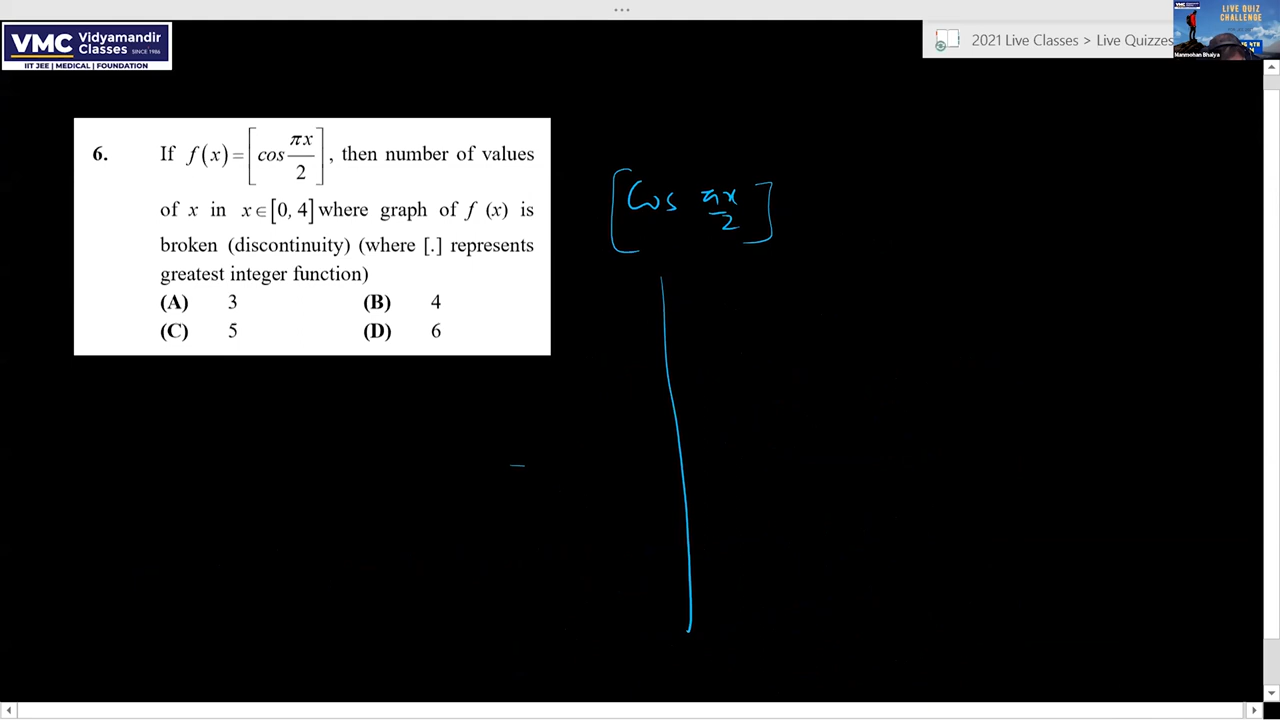 VMC Vidyamandir Classes SINCE 1986
IIT JEE | MEDICAL | FOUNDATION
2021 Live Classes > Live Quizzes
LIVE QUIZ
CHALLENGE
Manmohan Bhaiya
6. If f(x)=[cos πx/2], then number of values
of x in x∈[0, 4] where graph of f (x) is
broken (discontinuity) (where [.] represents
greatest integer function)
(A) 3 (B) 4
(C) 5 (D) 6
[Cos πx/2]